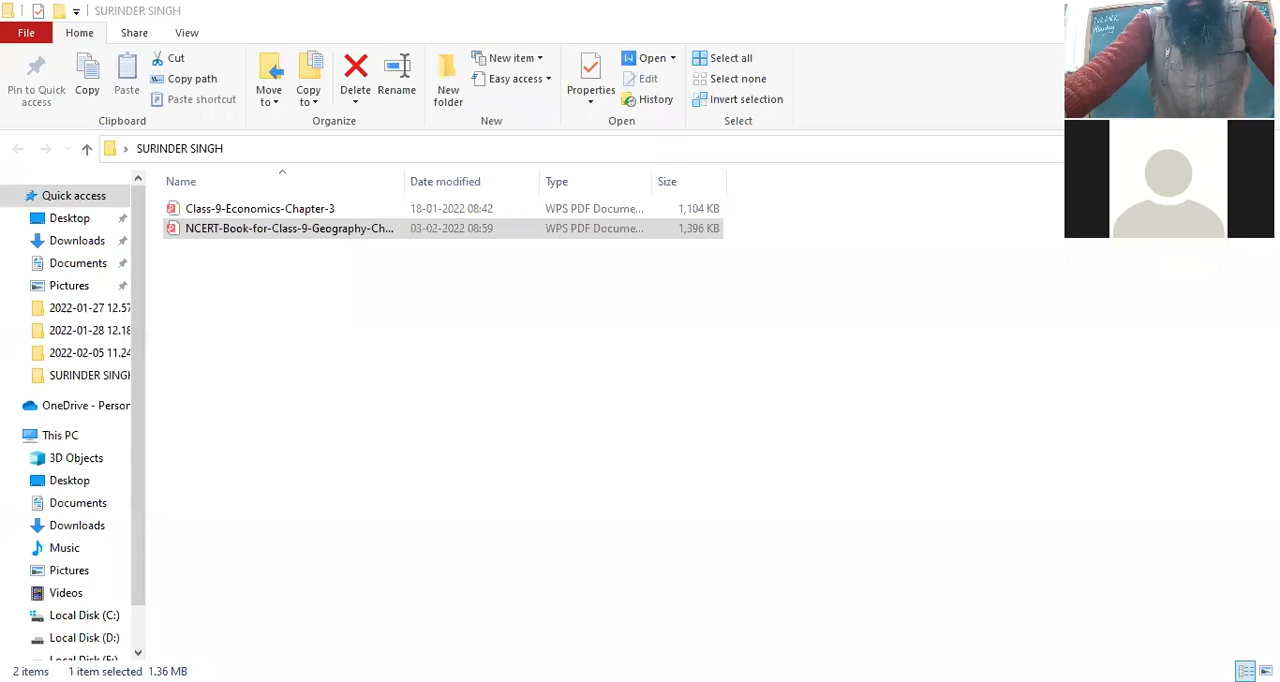 SURINDER SINGH
File Home Share View
Pin to Quick access
Copy
Paste
Cut
Copy path
Paste shortcut
Clipboard
Move to
Copy to
Delete
Rename
Organize
New folder
New item
Easy access
New
Properties
Open
Edit
History
Open
Select all
Select none
Invert selection
Select
SURINDER SINGH
Name Date modified Type Size
Class-9-Economics-Chapter-3 18-01-2022 08:42 WPS PDF Docume... 1,104 KB
NCERT-Book-for-Class-9-Geography-Ch... 03-02-2022 08:59 WPS PDF Docume... 1,396 KB
Quick access
Desktop
Downloads
Documents
Pictures
2022-01-27 12.57
2022-01-28 12.18
2022-02-05 11.24
SURINDER SINGH
OneDrive - Person
This PC
3D Objects
Desktop
Documents
Downloads
Music
Pictures
Videos
Local Disk (C:)
Local Disk (D:)
2 items 1 item selected 1.36 MB